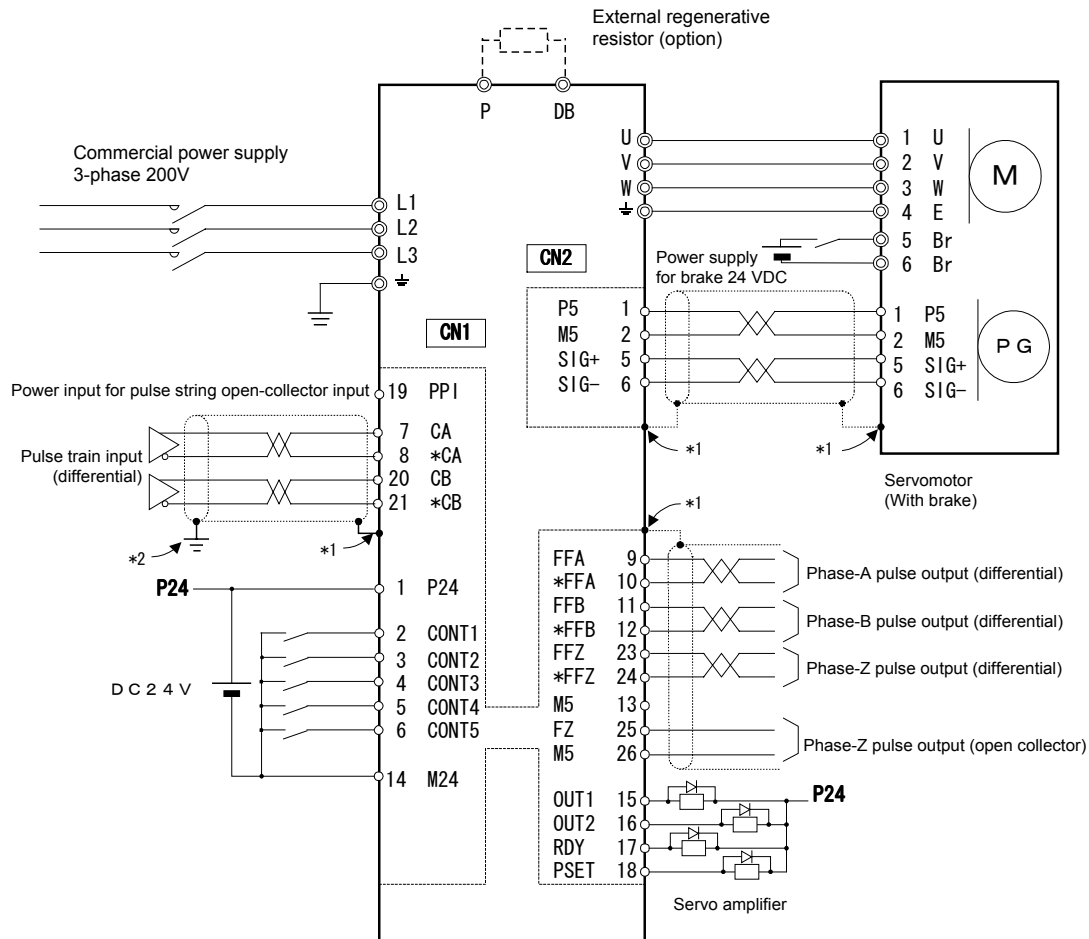 External regenerative
resistor (option)
P
DB
Commercial power supply
3-phase 200V
L1
L2
L3
U
V
W
1 U
2 V
3 W
4 E
5 Br
6 Br
M
CN2
Power supply
for brake 24 VDC
P5 1
M5 2
SIG+ 5
SIG- 6
1 P5
2 M5
5 SIG+
6 SIG-
PG
*1
*1
Servomotor
(With brake)
CN1
Power input for pulse string open-collector input
19 PPI
7 CA
8 *CA
20 CB
21 *CB
Pulse train input
(differential)
*2
*1
*1
P24
1 P24
2 CONT1
3 CONT2
4 CONT3
5 CONT4
6 CONT5
DC24V
14 M24
FFA 9
*FFA 10
FFB 11
*FFB 12
FFZ 23
*FFZ 24
M5 13
FZ 25
M5 26
Phase-A pulse output (differential)
Phase-B pulse output (differential)
Phase-Z pulse output (differential)
Phase-Z pulse output (open collector)
OUT1 15
OUT2 16
RDY 17
PSET 18
P24
Servo amplifier